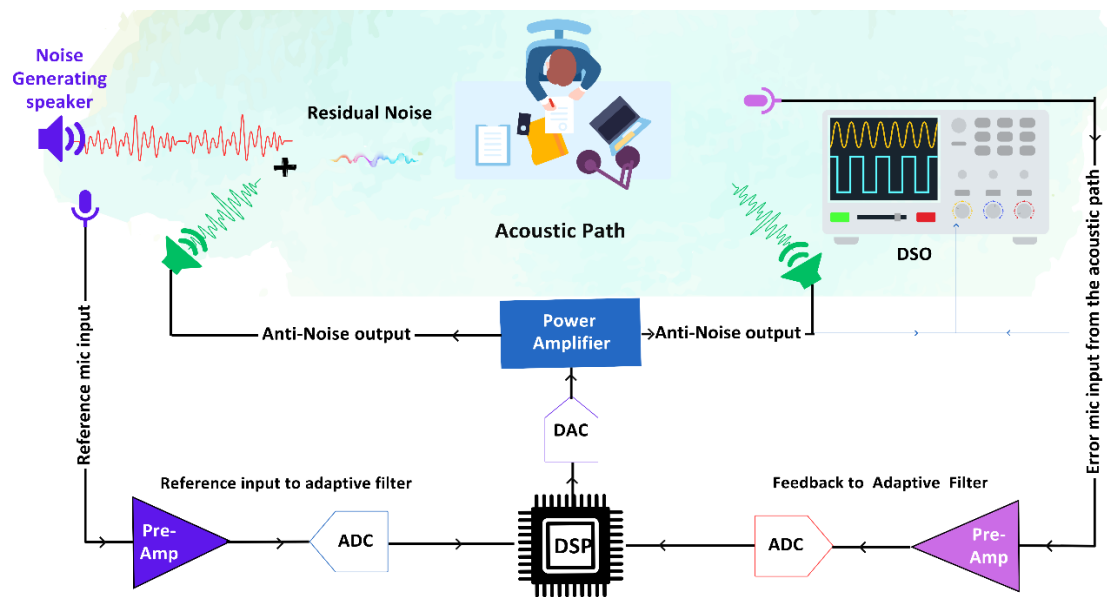 Noise
Generating
speaker
Residual Noise
Acoustic Path
DSO
Anti-Noise output
Power
Amplifier
Anti-Noise output
Reference mic input
Error mic input from the acoustic path
DAC
Reference input to adaptive filter
Feedback to Adaptive Filter
Pre-
Amp
ADC
DSP
ADC
Pre-
Amp